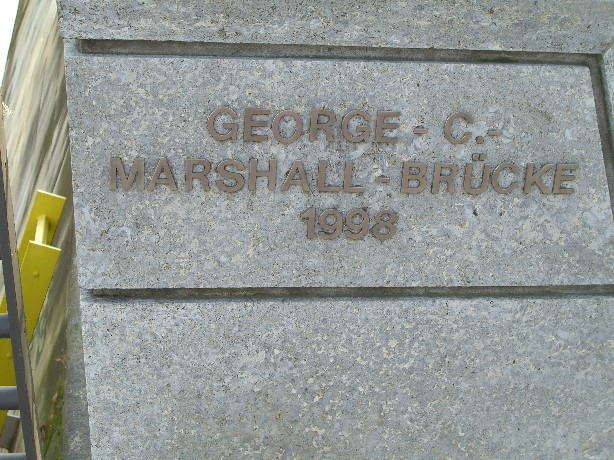 GEORGE - C.-
MARSHALL - BRÜCKE
1998